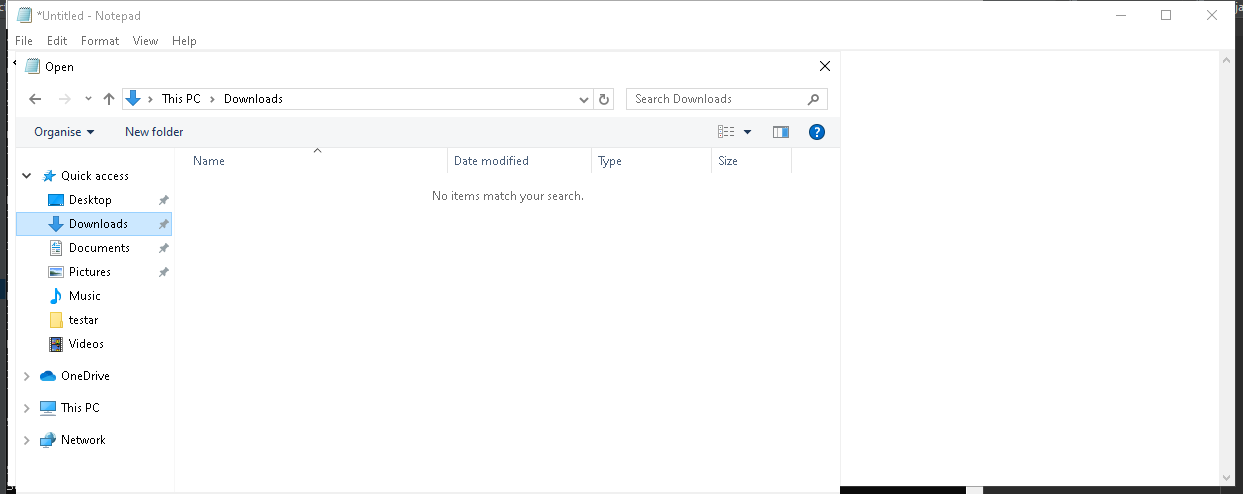 *Untitled - Notepad
File Edit Format View Help
Open
This PC Downloads
Search Downloads
Organise New folder
?
Name Date modified Type Size
No items match your search.
Quick access
Desktop
Downloads
Documents
Pictures
Music
testar
Videos
OneDrive
This PC
Network